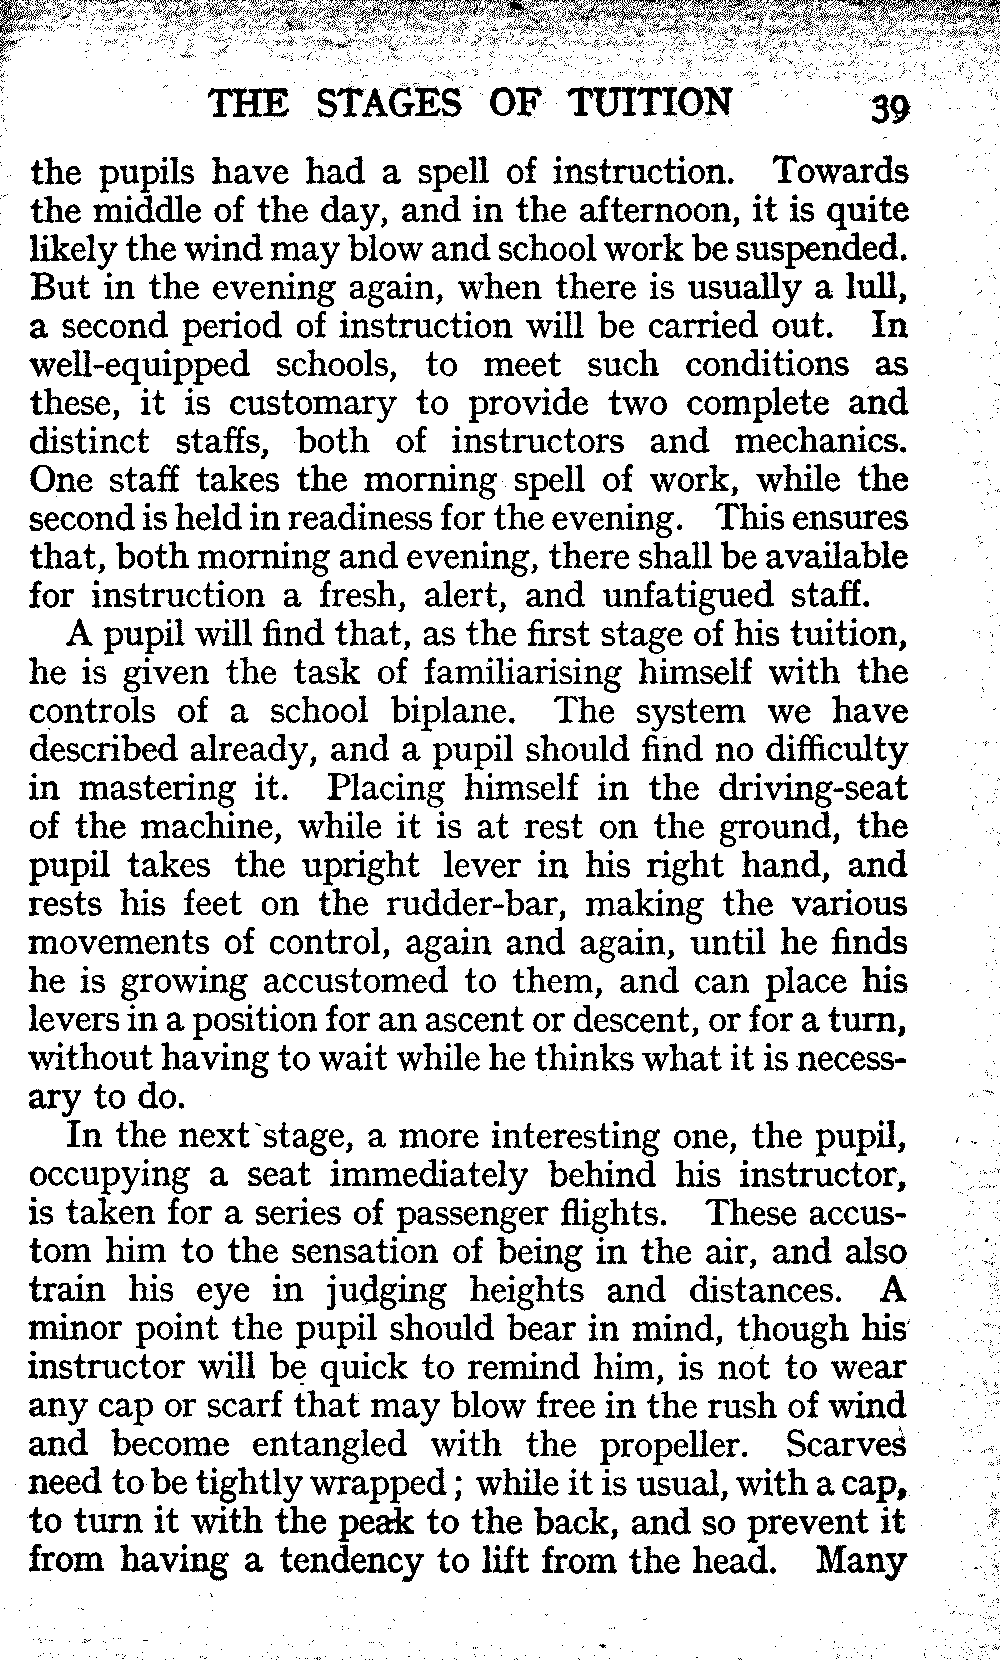 THE STAGES OF TUITION 39
the pupils have had a spell of instruction. Towards
the middle of the day, and in the afternoon, it is quite
likely the wind may blow and school work be suspended.
But in the evening again, when there is usually a lull,
a second period of instruction will be carried out. In
well-equipped schools, to meet such conditions as
these, it is customary to provide two complete and
distinct staffs, both of instructors and mechanics.
One staff takes the morning spell of work, while the
second is held in readiness for the evening. This ensures
that, both morning and evening, there shall be available
for instruction a fresh, alert, and unfatigued staff.
A pupil will find that, as the first stage of his tuition,
he is given the task of familiarising himself with the
controls of a school biplane. The system we have
described already, and a pupil should find no difficulty
in mastering it. Placing himself in the driving-seat
of the machine, while it is at rest on the ground, the
pupil takes the upright lever in his right hand, and
rests his feet on the rudder-bar, making the various
movements of control, again and again, until he finds
he is growing accustomed to them, and can place his
levers in a position for an ascent or descent, or for a turn,
without having to wait while he thinks what it is necess-
ary to do.
In the next stage, a more interesting one, the pupil,
occupying a seat immediately behind his instructor,
is taken for a series of passenger flights. These accus-
tom him to the sensation of being in the air, and also
train his eye in judging heights and distances. A
minor point the pupil should bear in mind, though his
instructor will be quick to remind him, is not to wear
any cap or scarf that may blow free in the rush of wind
and become entangled with the propeller. Scarves
need to be tightly wrapped; while it is usual, with a cap,
to turn it with the peak to the back, and so prevent it
from having a tendency to lift from the head. Many